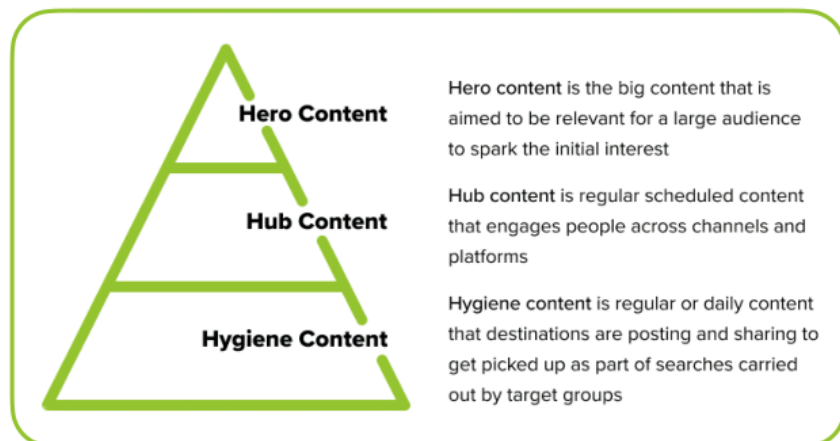 Hero Content
Hero content is the big content that is
aimed to be relevant for a large audience
to spark the initial interest
Hub Content
Hub content is regular scheduled content
that engages people across channels and
platforms
Hygiene Content
Hygiene content is regular or daily content
that destinations are posting and sharing to
get picked up as part of searches carried
out by target groups